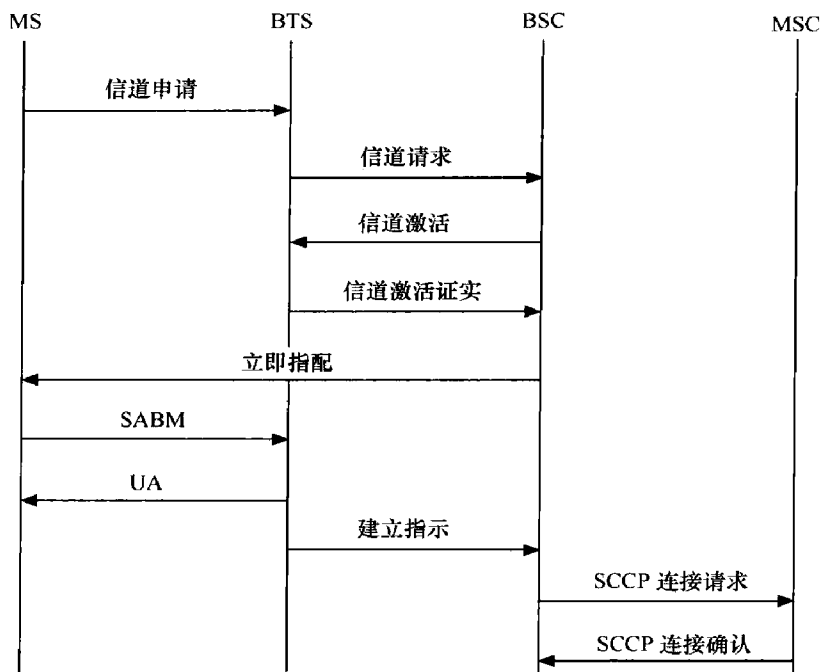 MS BTS BSC MSC
信道申请
信道请求
信道激活
信道激活证实
立即指配
SABM
UA
建立指示
SCCP 连接请求
SCCP 连接确认